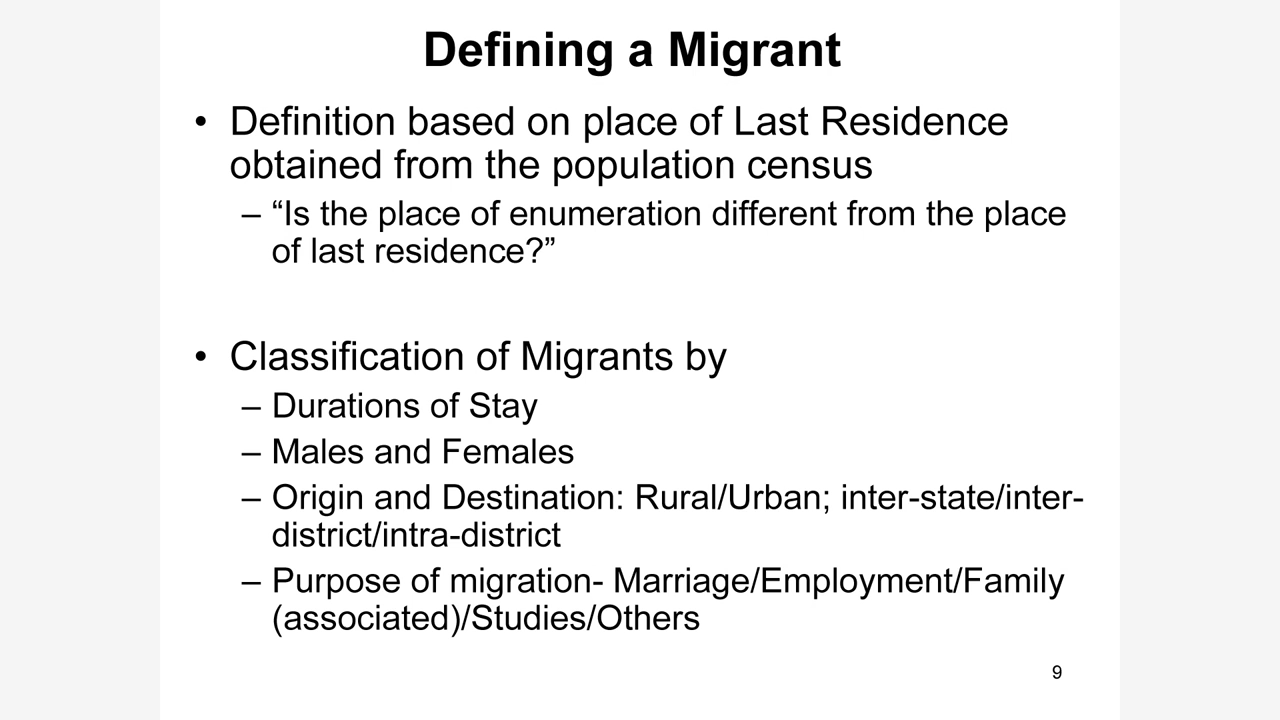 Defining a Migrant
• Definition based on place of Last Residence
obtained from the population census
– “Is the place of enumeration different from the place
of last residence?”
• Classification of Migrants by
– Durations of Stay
– Males and Females
– Origin and Destination: Rural/Urban; inter-state/inter-
district/intra-district
– Purpose of migration- Marriage/Employment/Family
(associated)/Studies/Others
9